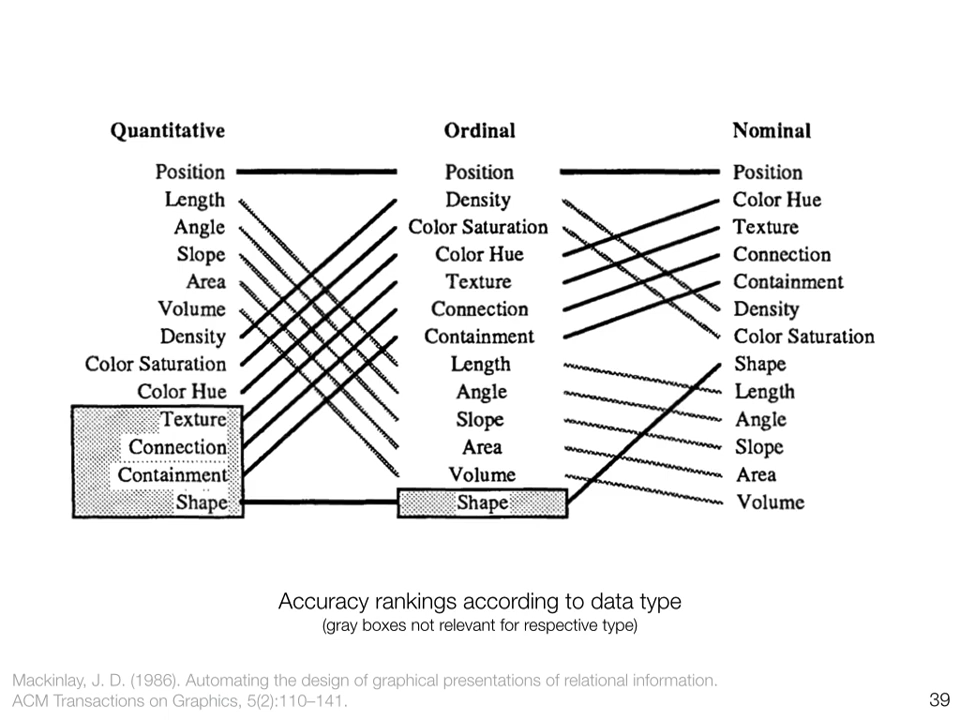 Quantitative Ordinal Nominal
Position Position Position
Length Density Color Hue
Angle Color Saturation Texture
Slope Color Hue Connection
Area Texture Containment
Volume Connection Density
Density Containment Color Saturation
Color Saturation Length Shape
Color Hue Angle Length
Texture Slope Angle
Connection Area Slope
Containment Volume Area
Shape Shape Volume
Accuracy rankings according to data type
(gray boxes not relevant for respective type)
Mackinlay, J. D. (1986). Automating the design of graphical presentations of relational information.
ACM Transactions on Graphics, 5(2):110–141.
39